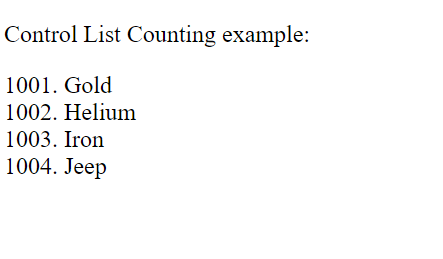 Control List Counting example:
1001. Gold
1002. Helium
1003. Iron
1004. Jeep